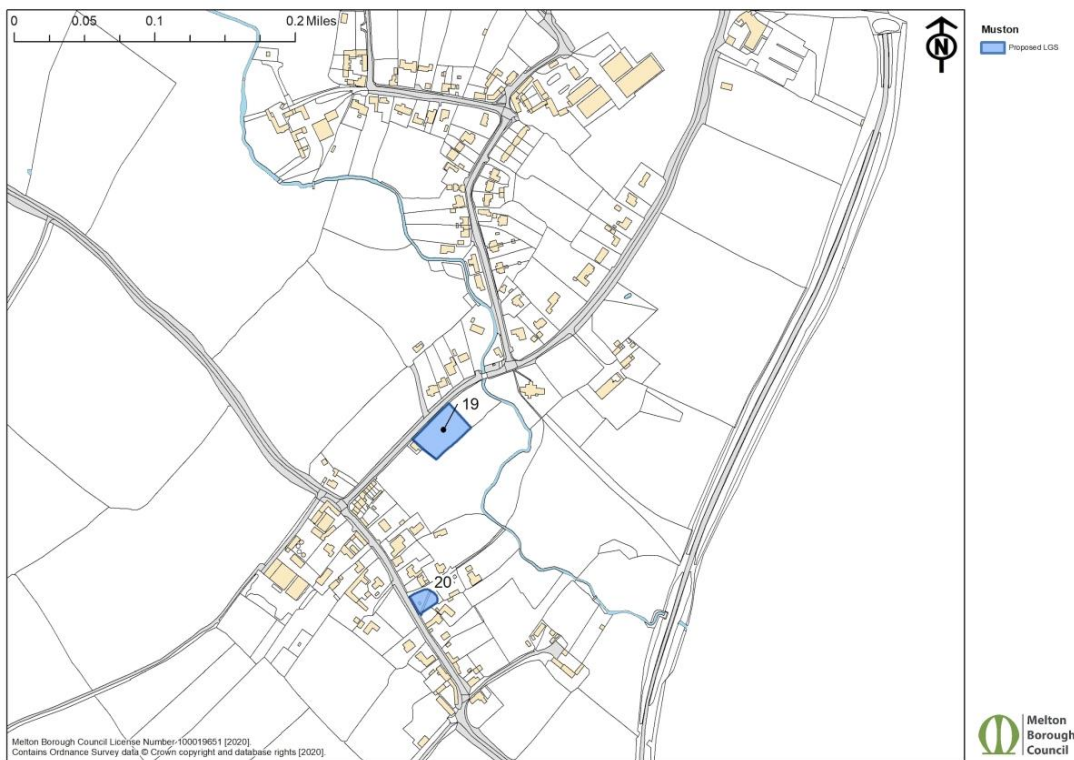 0 0.05 0.1 0.2 Miles
N
Muston
Proposed LGS
19
20
Melton Borough Council License Number-100019651 [2020].
Contains Ordnance Survey data © Crown copyright and database rights [2020].
Melton
Borough
Council